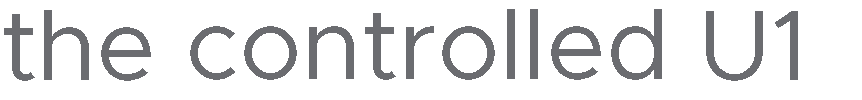 the controlled U1